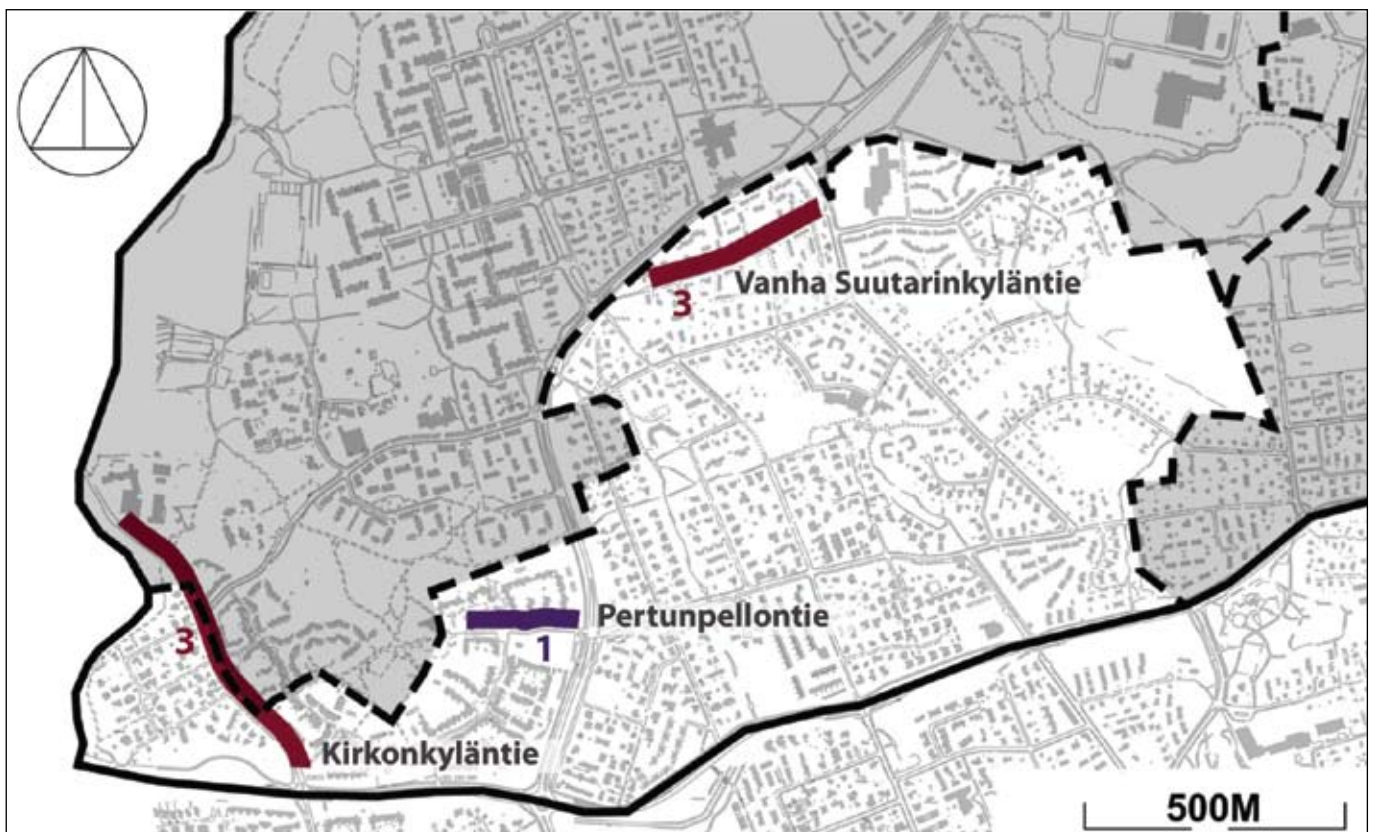 Vanha Suutarinkyläntie
3
Pertunpellontie
1
3
Kirkonkyläntie
500M